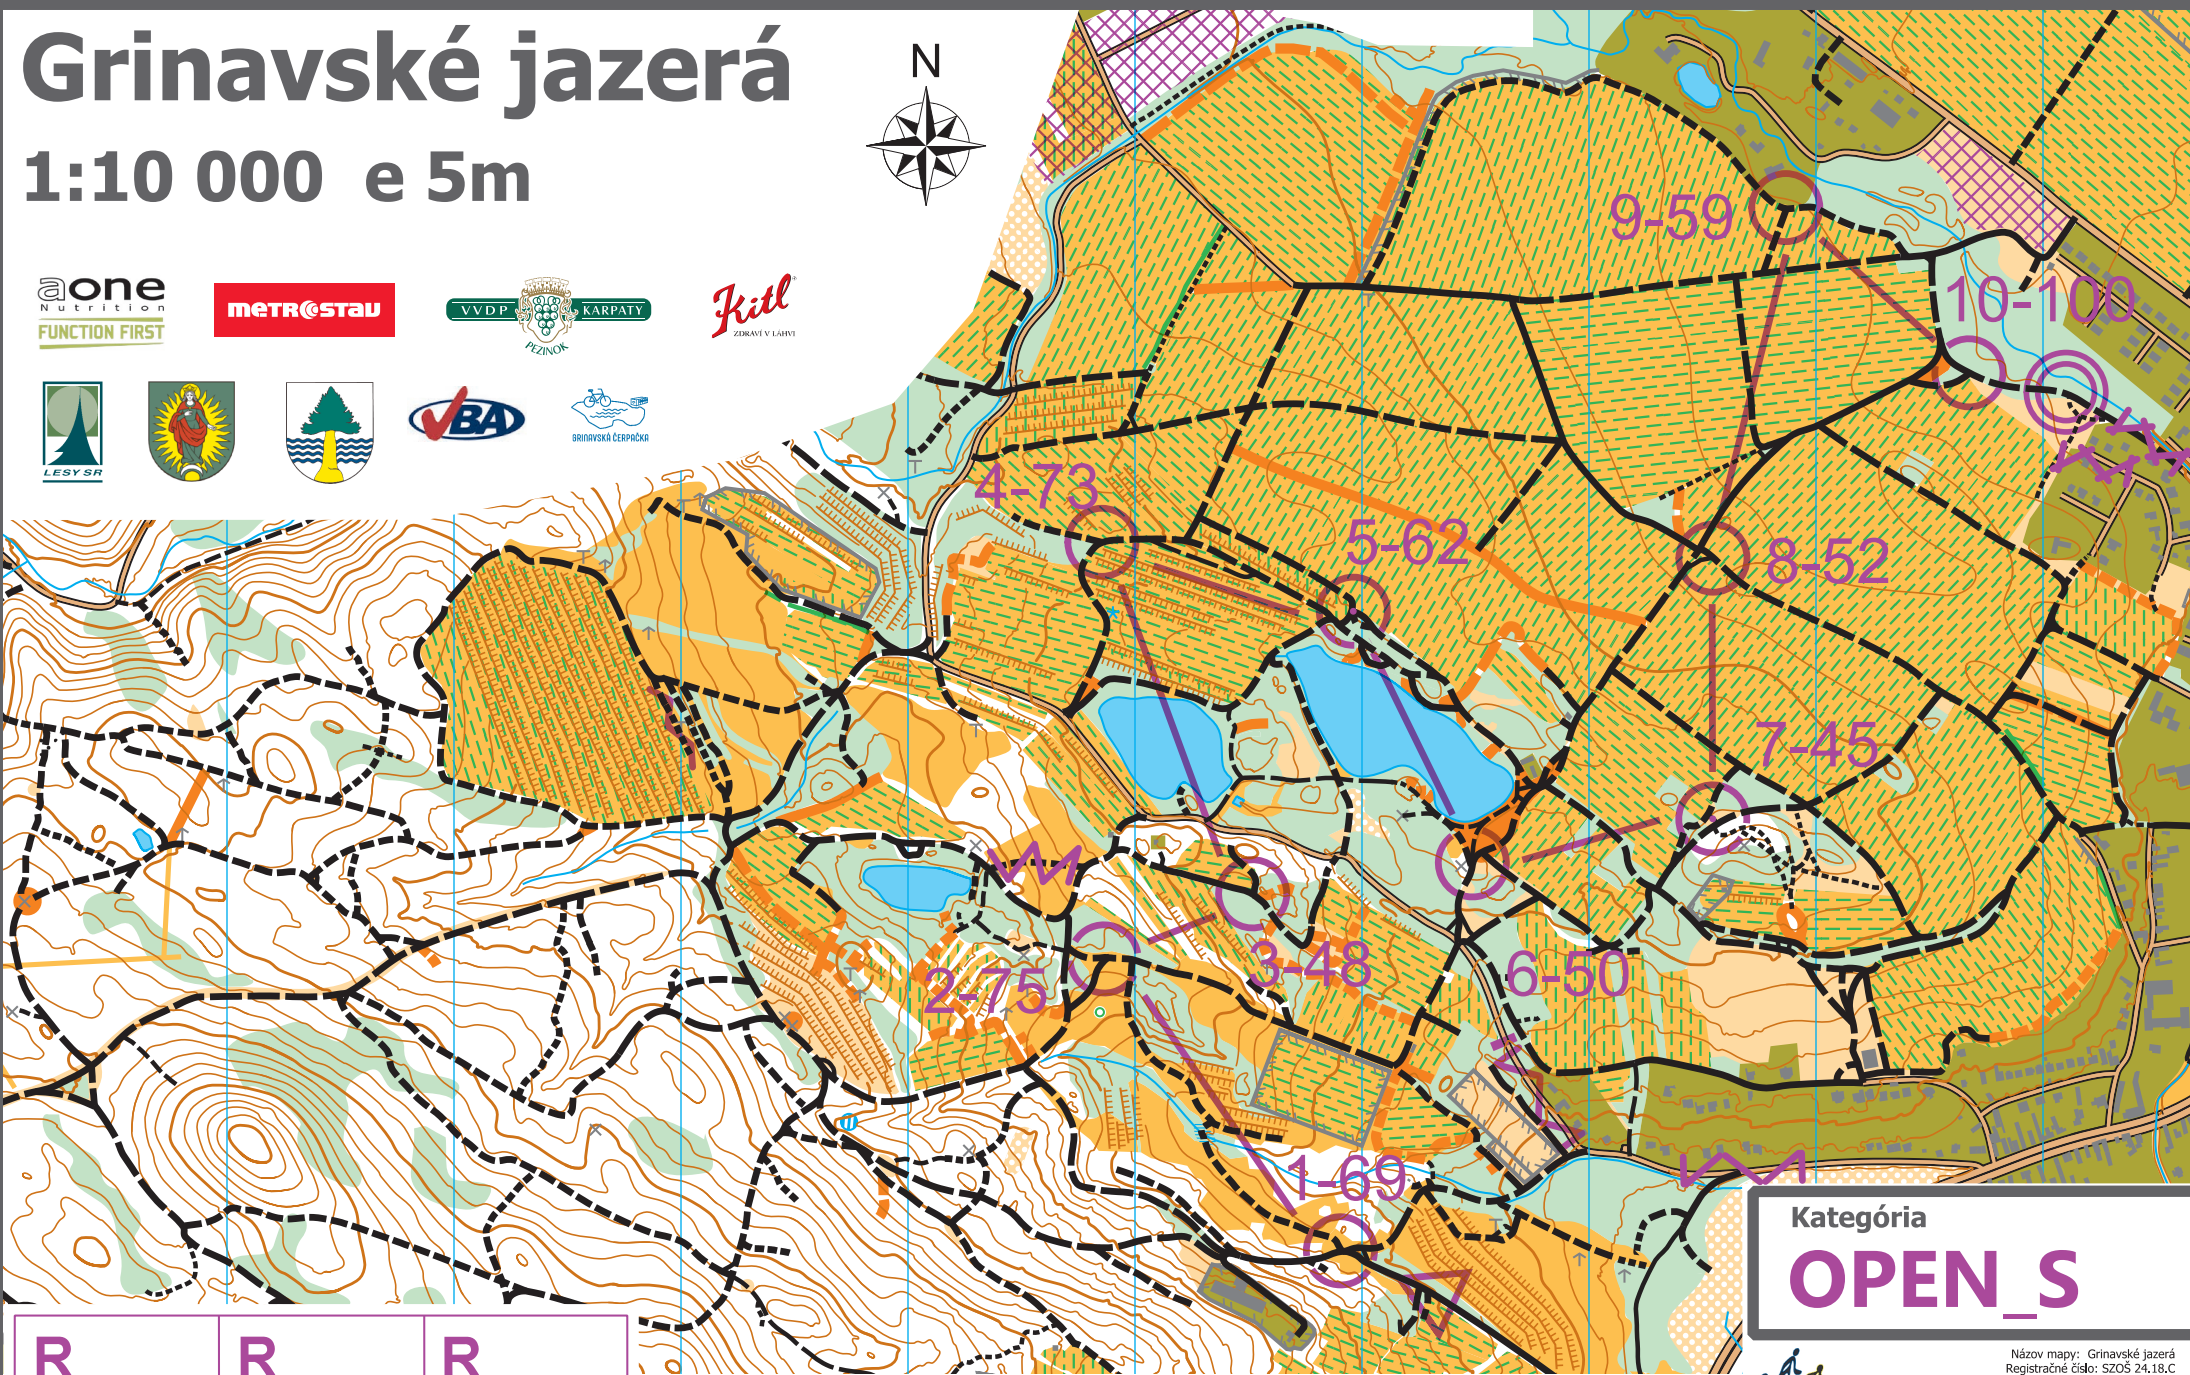 Grinavské jazerá
1:10 000 e 5m
N
aone
Nutrition
FUNCTION FIRST
METROSTAV
VVDP KARPATY
PEZINOK
Kitl
ZDRAVÍ V LÁHVI
LESY SR
VBA
GRINAVSKÁ ČERPAČKA
9-59
10-100
4-73
5-62
8-52
7-45
3-48
2-75
6-50
1-69
Kategória
OPEN_S
R R R
Názov mapy: Grinavské jazerá
Registračné číslo: SZOŠ 24.18.C